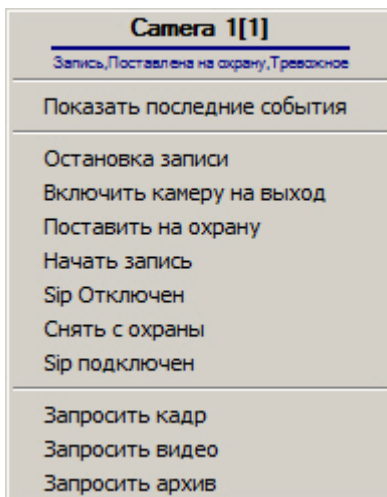 Camera 1[1]
Запись,Поставлена на охрану,Тревожное
Показать последние события
Остановка записи
Включить камеру на выход
Поставить на охрану
Начать запись
Sip Отключен
Снять с охраны
Sip подключен
Запросить кадр
Запросить видео
Запросить архив